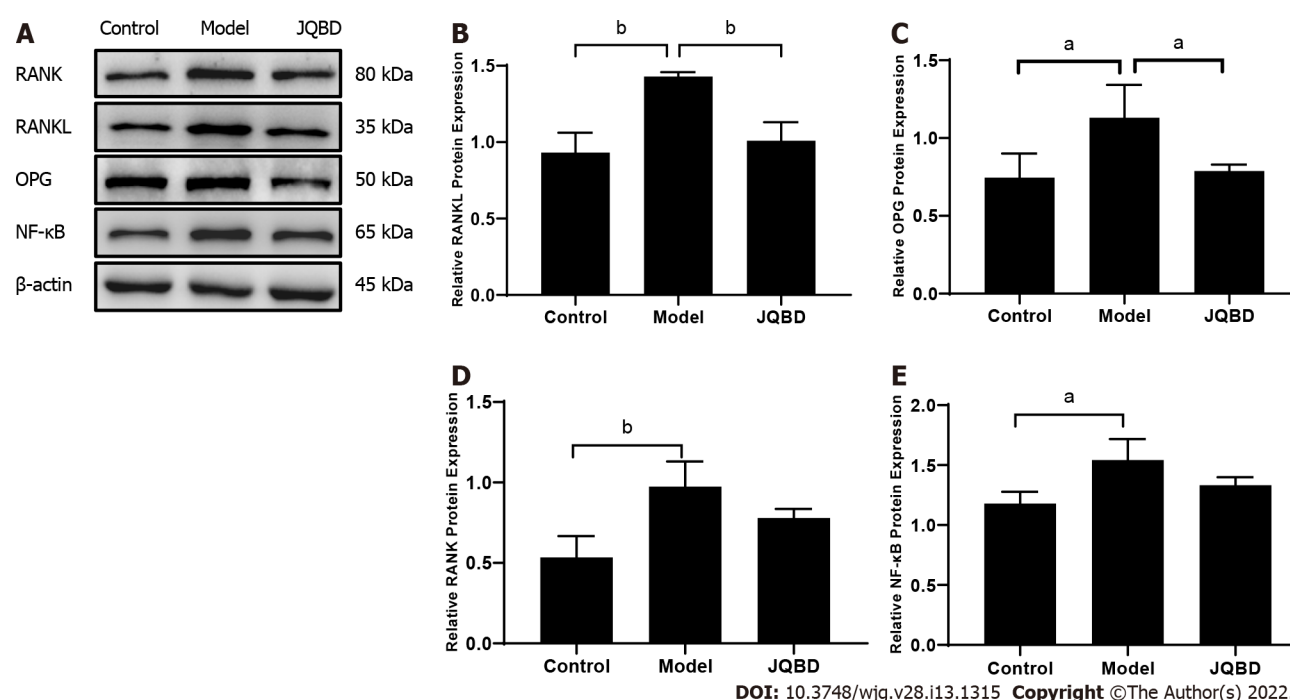 A
Control Model JQBD
RANK 80 kDa
RANKL 35 kDa
OPG 50 kDa
NF-κB 65 kDa
β-actin 45 kDa
B
b b
Relative RANKL Protein Expression
1.5
1.0
0.5
0.0
Control Model JQBD
C
a a
Relative OPG Protein Expression
1.5
1.0
0.5
0.0
Control Model JQBD
D
b
Relative RANK Protein Expression
1.5
1.0
0.5
0.0
Control Model JQBD
E
a
Relative NF-κB Protein Expression
2.0
1.5
1.0
0.5
0.0
Control Model JQBD
DOI: 10.3748/wjg.v28.i13.1315 Copyright ©The Author(s) 2022